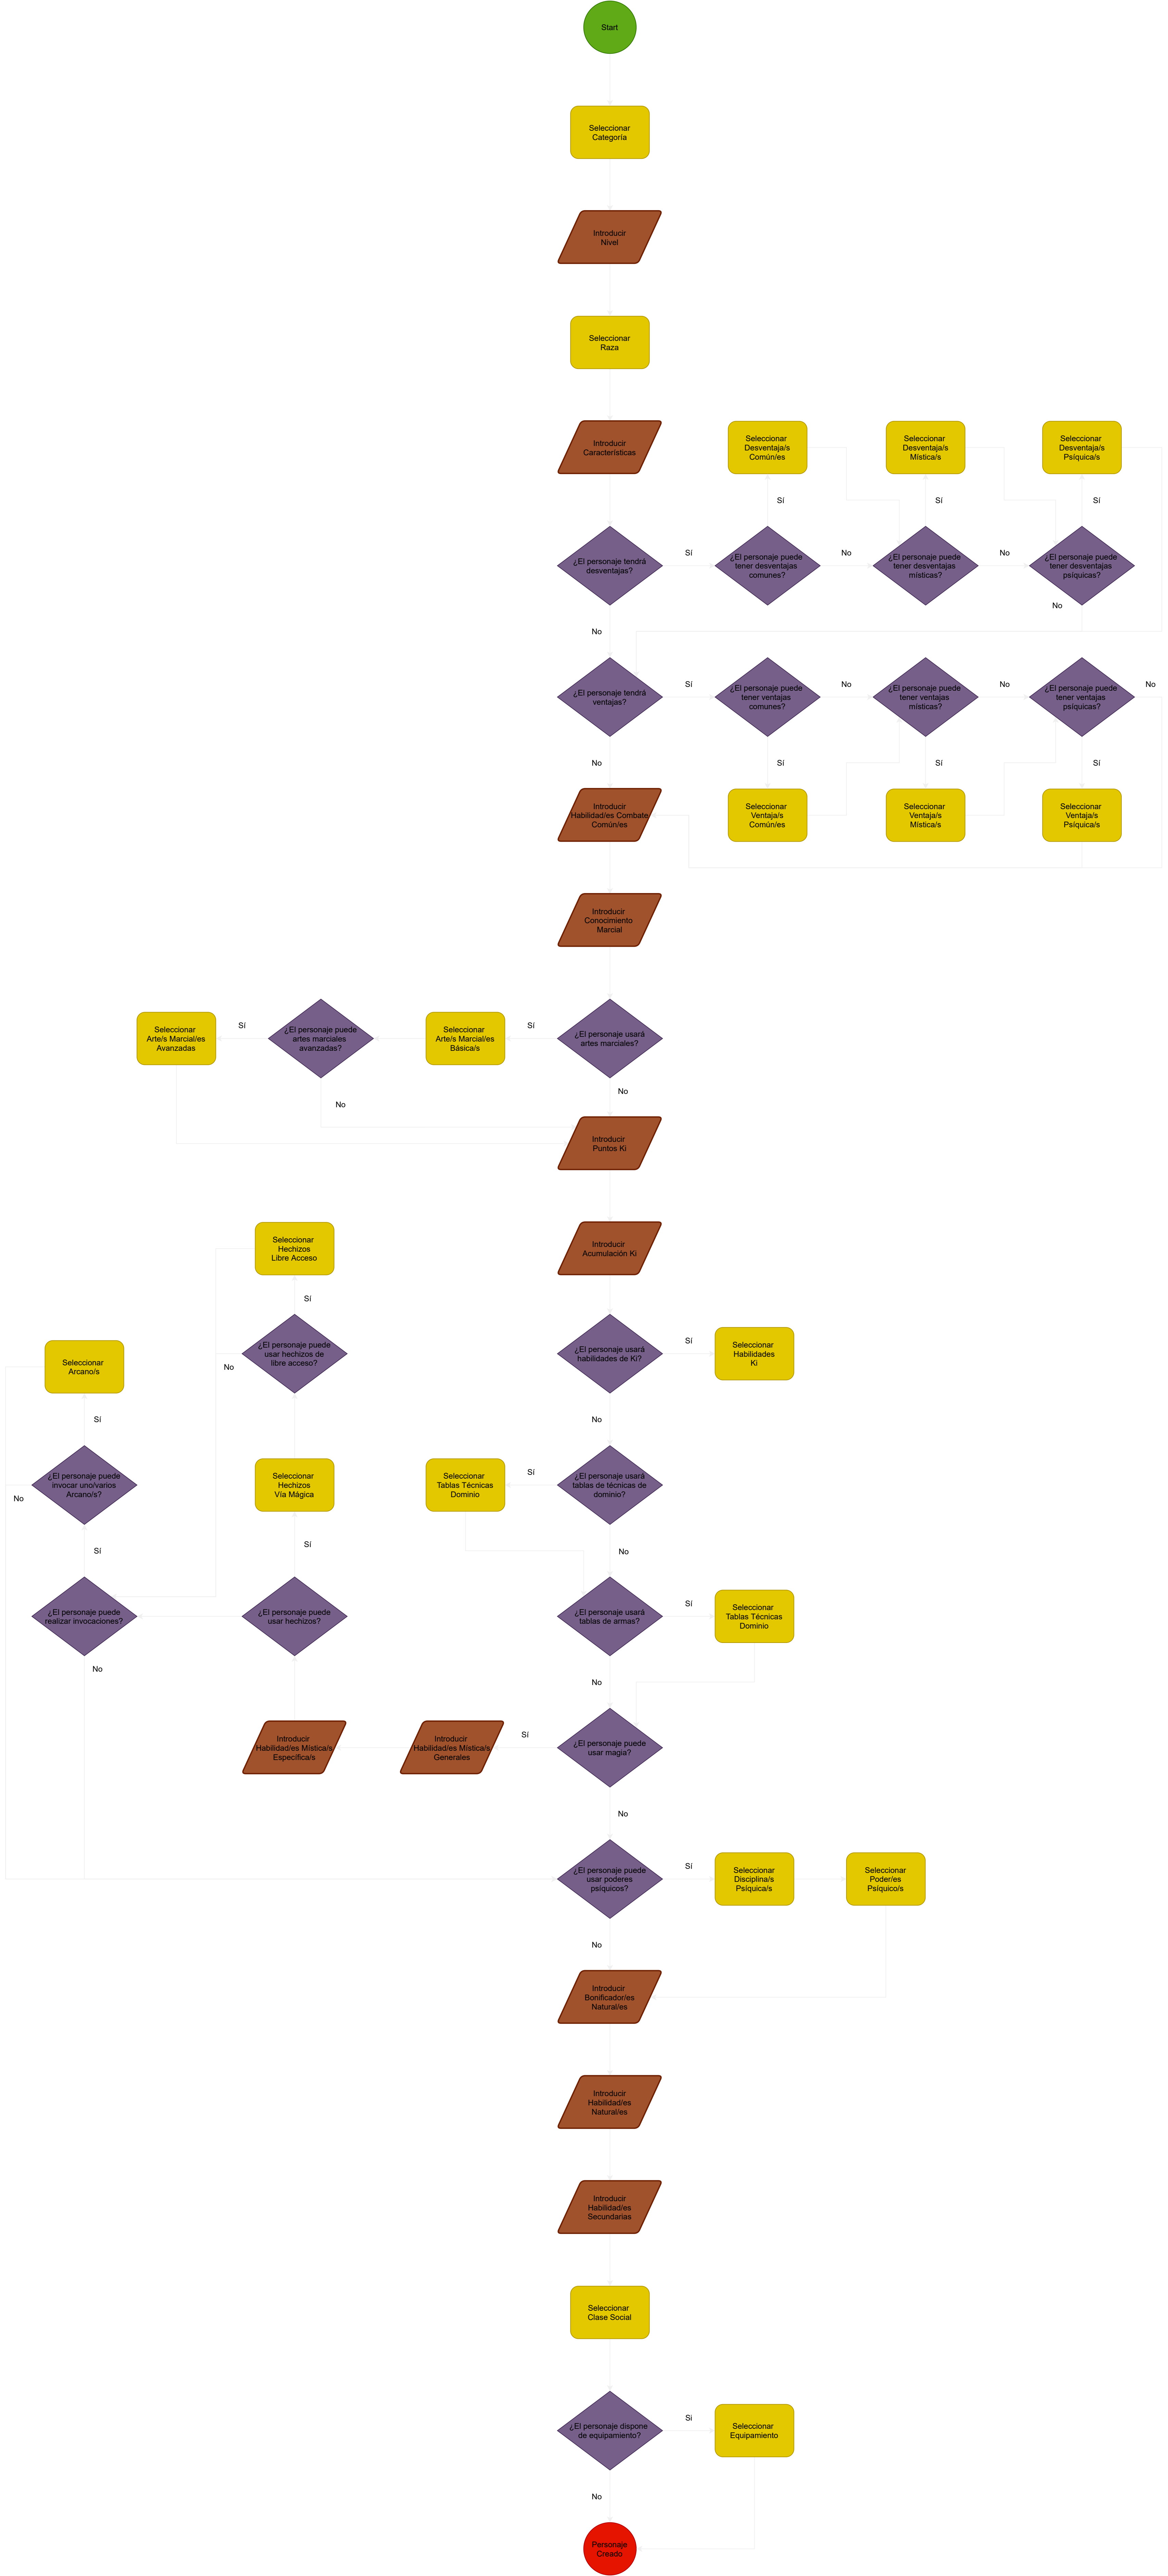 Start
Seleccionar
Categoría
Introducir
Nivel
Seleccionar
Raza
Introducir
Características
Seleccionar
Desventaja/s
Común/es
Seleccionar
Desventaja/s
Mística/s
Seleccionar
Desventaja/s
Psíquica/s
Sí
Sí
Sí
¿El personaje tendrá
desventajas?
Sí
¿El personaje puede
tener desventajas
comunes?
No
¿El personaje puede
tener desventajas
místicas?
No
¿El personaje puede
tener desventajas
psíquicas?
No
No
¿El personaje tendrá
ventajas?
Sí
¿El personaje puede
tener ventajas
comunes?
No
¿El personaje puede
tener ventajas
místicas?
No
¿El personaje puede
tener ventajas
psíquicas?
No
No
Sí
Sí
Sí
Introducir
Habilidad/es Combate
Común/es
Seleccionar
Ventaja/s
Común/es
Seleccionar
Ventaja/s
Mística/s
Seleccionar
Ventaja/s
Psíquica/s
Introducir
Conocimiento
Marcial
Seleccionar
Arte/s Marcial/es
Avanzadas
Sí
¿El personaje puede
artes marciales
avanzadas?
Seleccionar
Arte/s Marcial/es
Básica/s
Sí
¿El personaje usará
artes marciales?
No
No
Introducir
Puntos Ki
Seleccionar
Hechizos
Libre Acceso
Introducir
Acumulación Ki
Sí
Seleccionar
Arcano/s
¿El personaje puede
usar hechizos de
libre acceso?
No
¿El personaje usará
habilidades de Ki?
Sí
Seleccionar
Habilidades
Ki
Sí
No
¿El personaje puede
invocar uno/varios
Arcano/s?
No
Seleccionar
Hechizos
Vía Mágica
Seleccionar
Tablas Técnicas
Dominio
Sí
¿El personaje usará
tablas de técnicas de
dominio?
Sí
Sí
No
¿El personaje puede
realizar invocaciones?
¿El personaje puede
usar hechizos?
¿El personaje usará
tablas de armas?
Sí
Seleccionar
Tablas Técnicas
Dominio
No
No
Introducir
Habilidad/es Mística/s
Específica/s
Introducir
Habilidad/es Mística/s
Generales
Sí
¿El personaje puede
usar magia?
No
¿El personaje puede
usar poderes
psíquicos?
Sí
Seleccionar
Disciplina/s
Psíquica/s
Seleccionar
Poder/es
Psíquico/s
No
Introducir
Bonificador/es
Natural/es
Introducir
Habilidad/es
Natural/es
Introducir
Habilidad/es
Secundarias
Seleccionar
Clase Social
¿El personaje dispone
de equipamiento?
Si
Seleccionar
Equipamiento
No
Personaje
Creado